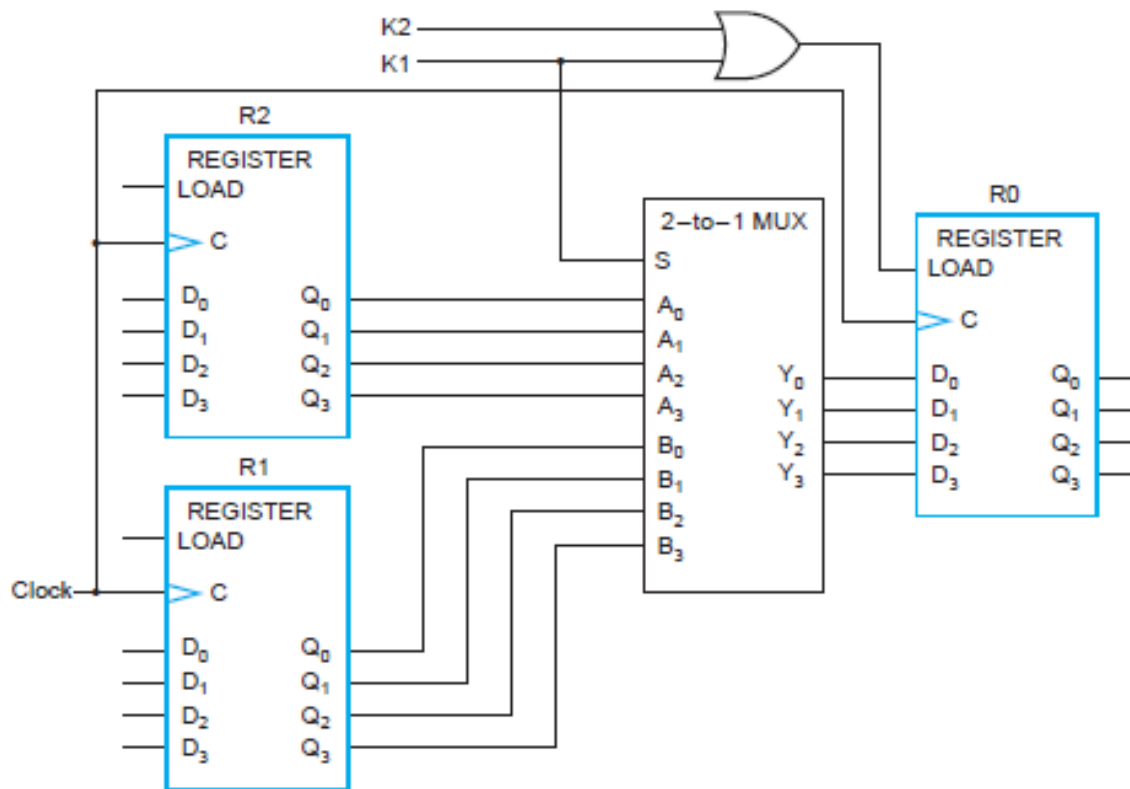 K2
K1
R2
REGISTER
LOAD
C
D₀ Q₀
D₁ Q₁
D₂ Q₂
D₃ Q₃
R1
REGISTER
LOAD
Clock
C
D₀ Q₀
D₁ Q₁
D₂ Q₂
D₃ Q₃
2–to–1 MUX
S
A₀
A₁
A₂
A₃
B₀
B₁
B₂
B₃
Y₀
Y₁
Y₂
Y₃
R0
REGISTER
LOAD
C
D₀ Q₀
D₁ Q₁
D₂ Q₂
D₃ Q₃